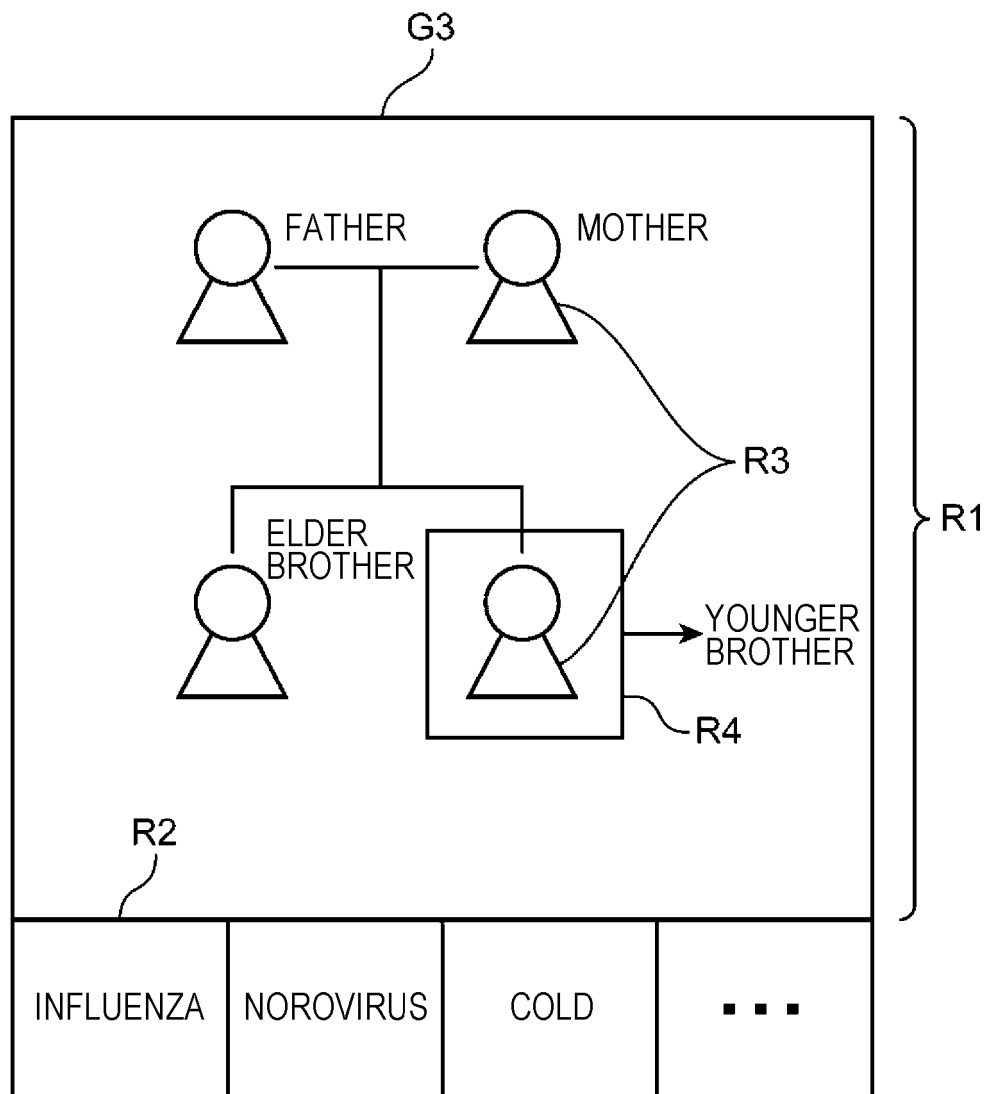 G3
FATHER
MOTHER
R3
R1
ELDER
BROTHER
YOUNGER
BROTHER
R4
R2
INFLUENZA
NOROVIRUS
COLD
...